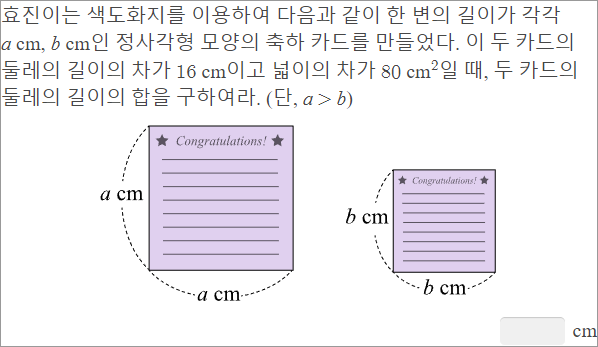 효진이는 색도화지를 이용하여 다음과 같이 한 변의 길이가 각각
a cm, b cm인 정사각형 모양의 축하 카드를 만들었다. 이 두 카드의
둘레의 길이의 차가 16 cm이고 넓이의 차가 80 cm²일 때, 두 카드의
둘레의 길이의 합을 구하여라. (단, a > b)
★ Congratulations! ★
★ Congratulations! ★
a cm
b cm
a cm
b cm
cm